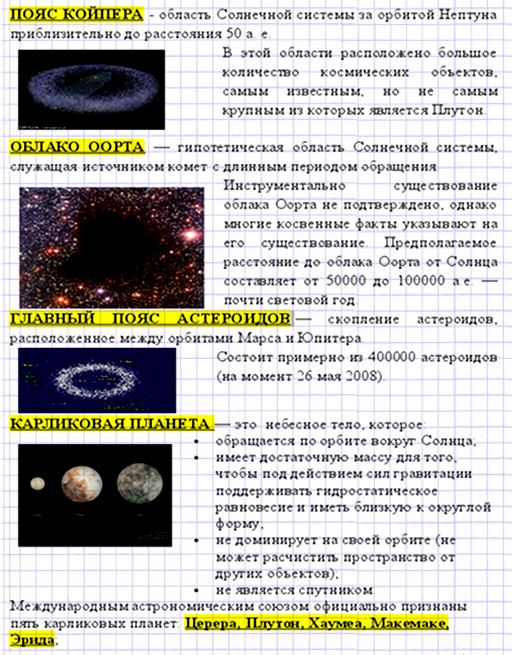 ПОЯС КОЙПЕРА - область Солнечной системы за орбитой Нептуна
приблизительно до расстояния 50 а. е.
В этой области расположено большое
количество космических объектов,
самым известным, но не самым
крупным из которых является Плутон.
ОБЛАКО ООРТА — гипотетическая область Солнечной системы,
служащая источником комет с длинным периодом обращения.
Инструментально существование
облака Оорта не подтверждено, однако
многие косвенные факты указывают на
его существование. Предполагаемое
расстояние до облака Оорта от Солнца
составляет от 50000 до 100000 а.е. —
почти световой год.
ГЛАВНЫЙ ПОЯС АСТЕРОИДОВ — скопление астероидов,
расположенное между орбитами Марса и Юпитера.
Состоит примерно из 400000 астероидов
(на момент 26 мая 2008).
КАРЛИКОВАЯ ПЛАНЕТА — это небесное тело, которое:
• обращается по орбите вокруг Солнца;
• имеет достаточную массу для того,
чтобы под действием сил гравитации
поддерживать гидростатическое
равновесие и иметь близкую к округлой
форму;
• не доминирует на своей орбите (не
может расчистить пространство от
других объектов);
• не является спутником.
Международным астрономическим союзом официально признаны
пять карликовых планет: Церера, Плутон, Хаумеа, Макемаке,
Эрида.